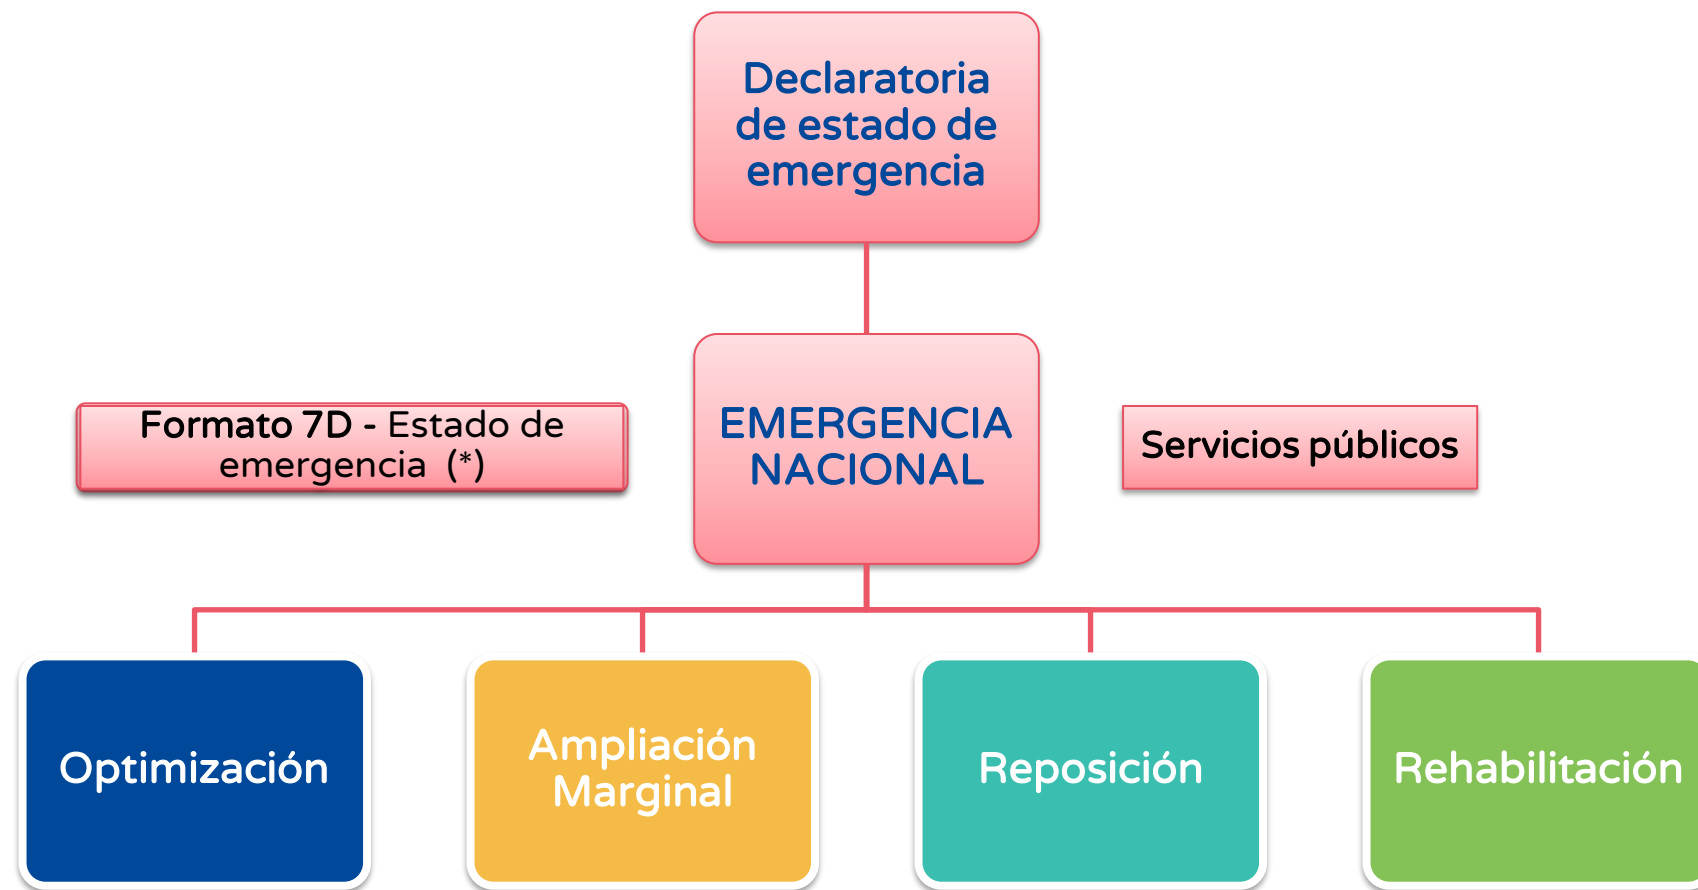 Declaratoria
de estado de
emergencia
Formato 7D - Estado de
emergencia (*)
EMERGENCIA
NACIONAL
Servicios públicos
Optimización
Ampliación
Marginal
Reposición
Rehabilitación